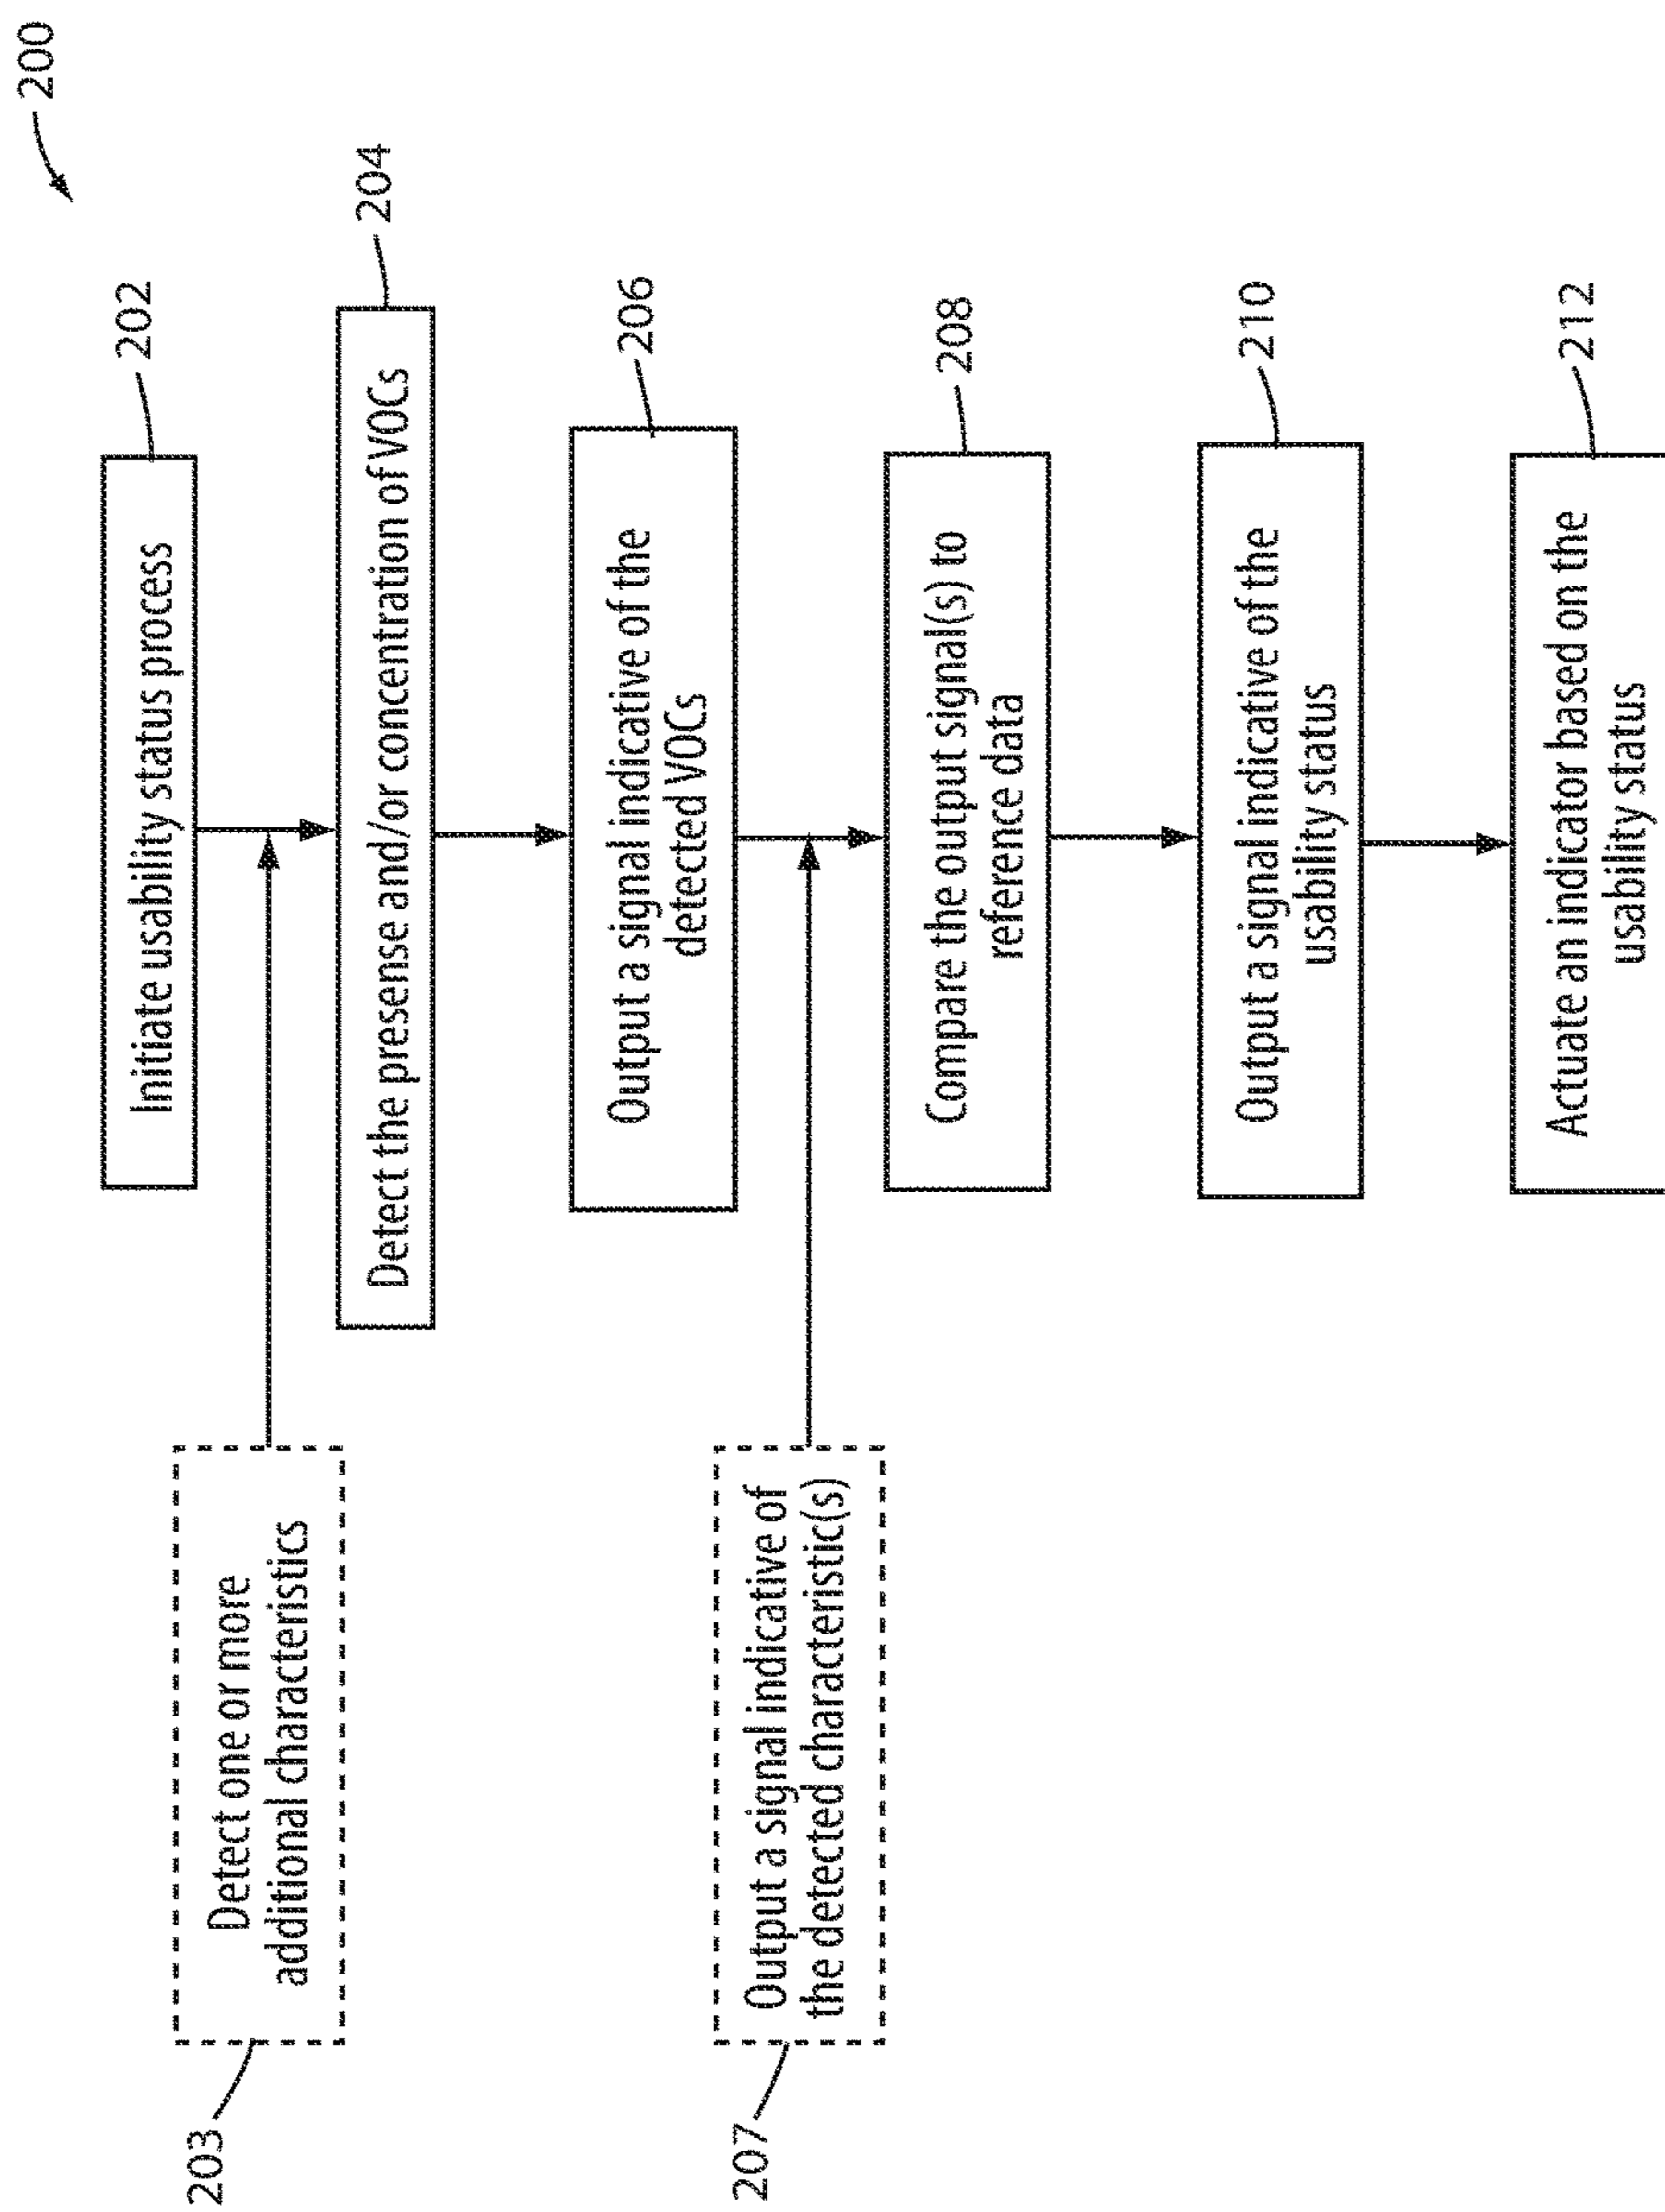 200
202
Initiate usability status process
203
Detect one or more
additional characteristics
204
Detect the presense and/or concentration of VOCs
206
Output a signal indicative of the
detected VOCs
207
Output a signal indicative of
the detected characteristic(s)
208
Compare the output signal(s) to
reference data
210
Output a signal indicative of the
usability status
212
Actuate an indicator based on the
usability status